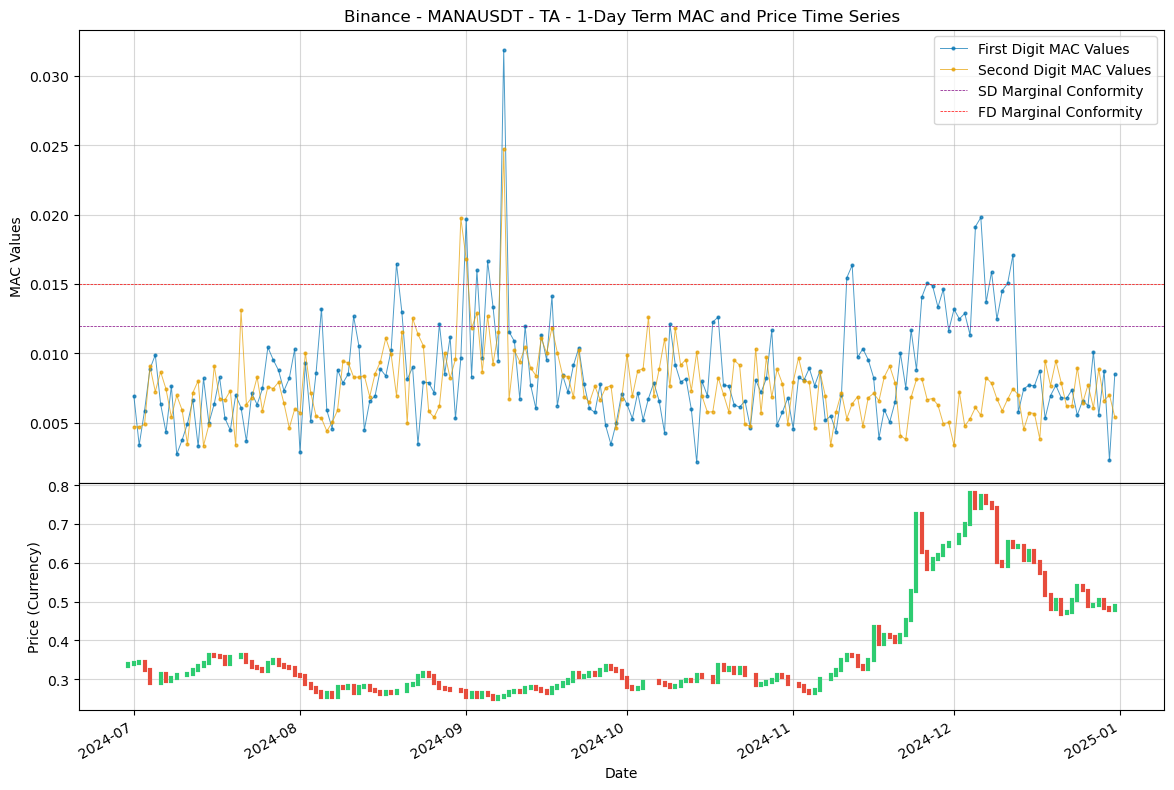 Binance - MANAUSDT - TA - 1-Day Term MAC and Price Time Series
First Digit MAC Values
Second Digit MAC Values
SD Marginal Conformity
FD Marginal Conformity
MAC Values
0.030
0.025
0.020
0.015
0.010
0.005
Price (Currency)
0.8
0.7
0.6
0.5
0.4
0.3
2024-07
2024-08
2024-09
2024-10
2024-11
2024-12
2025-01
Date